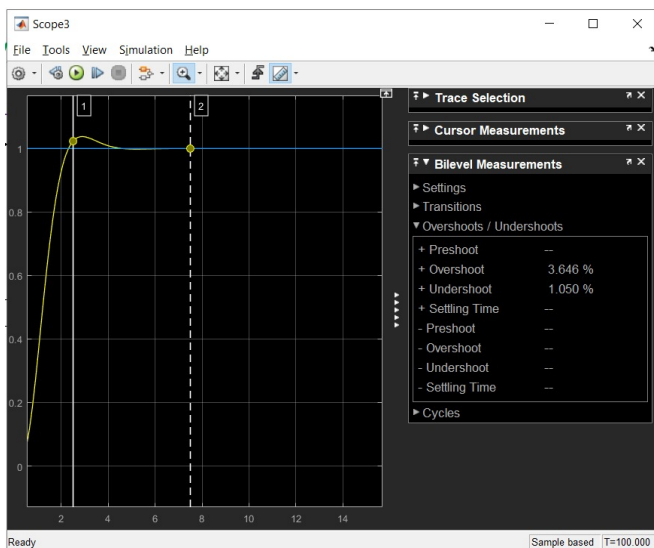 Scope3
File Tools View Simulation Help
1
2
1
0.8
0.6
0.4
0.2
0
2 4 6 8 10 12 14
Trace Selection
Cursor Measurements
Bilevel Measurements
Settings
Transitions
Overshoots / Undershoots
+ Preshoot --
+ Overshoot 3.646 %
+ Undershoot 1.050 %
+ Settling Time --
- Preshoot --
- Overshoot --
- Undershoot --
- Settling Time --
Cycles
Ready Sample based T=100.000